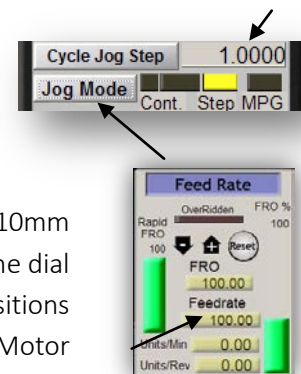 Cycle Jog Step 1.0000
Jog Mode Cont. Step MPG
Feed Rate
OverRidden FRO %
Rapid FRO 100 100
Reset
FRO
100.00
Feedrate
100.00
Units/Min 0.00
Units/Rev 0.00
10mm
ne dial
sitions
Motor